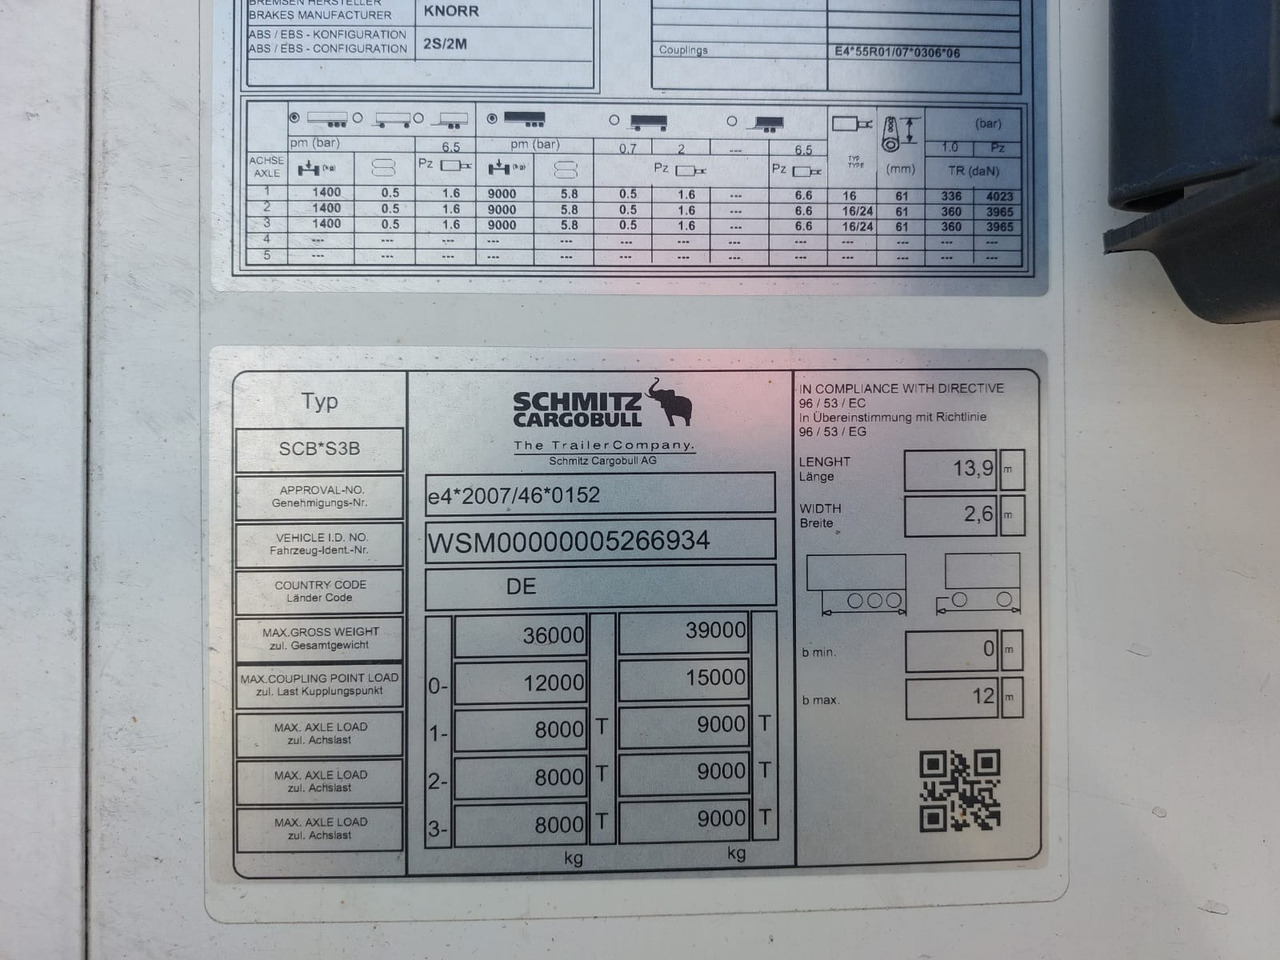 BREMSEN HERSTELLER
BRAKES MANUFACTURER KNORR
ABS / EBS - KONFIGURATION
ABS / EBS - CONFIGURATION 2S/2M
Couplings E4*55R01/07*0306*06
pm (bar) 6.5 pm (bar) 0.7 2 --- 6.5 (bar)
1.0 Pz
ACHSE
AXLE (kg) Pz (kg) Pz Pz TYP
TYPE (mm) TR (daN)
1 1400 0.5 1.6 9000 5.8 0.5 1.6 --- 6.6 16 61 336 4023
2 1400 0.5 1.6 9000 5.8 0.5 1.6 --- 6.6 16/24 61 360 3965
3 1400 0.5 1.6 9000 5.8 0.5 1.6 --- 6.6 16/24 61 360 3965
4 --- --- --- --- --- --- --- --- --- --- --- --- ---
5 --- --- --- --- --- --- --- --- --- --- --- --- ---
Typ
SCB*S3B
SCHMITZ
CARGOBULL
The TrailerCompany.
Schmitz Cargobull AG
APPROVAL-NO.
Genehmigungs-Nr.
e4*2007/46*0152
VEHICLE I.D. NO.
Fahrzeug-Ident.-Nr.
WSM00000005266934
COUNTRY CODE
Länder Code
DE
MAX.GROSS WEIGHT
zul. Gesamtgewicht
36000 39000
MAX.COUPLING POINT LOAD
zul. Last Kupplungspunkt
0- 12000 15000
MAX. AXLE LOAD
zul. Achslast
1- 8000 T 9000 T
MAX. AXLE LOAD
zul. Achslast
2- 8000 T 9000 T
MAX. AXLE LOAD
zul. Achslast
3- 8000 T 9000 T
kg kg
IN COMPLIANCE WITH DIRECTIVE
96 / 53 / EC
In Übereinstimmung mit Richtlinie
96 / 53 / EG
LENGHT
Länge
13,9 m
WIDTH
Breite
2,6 m
b min. 0 m
b max. 12 m